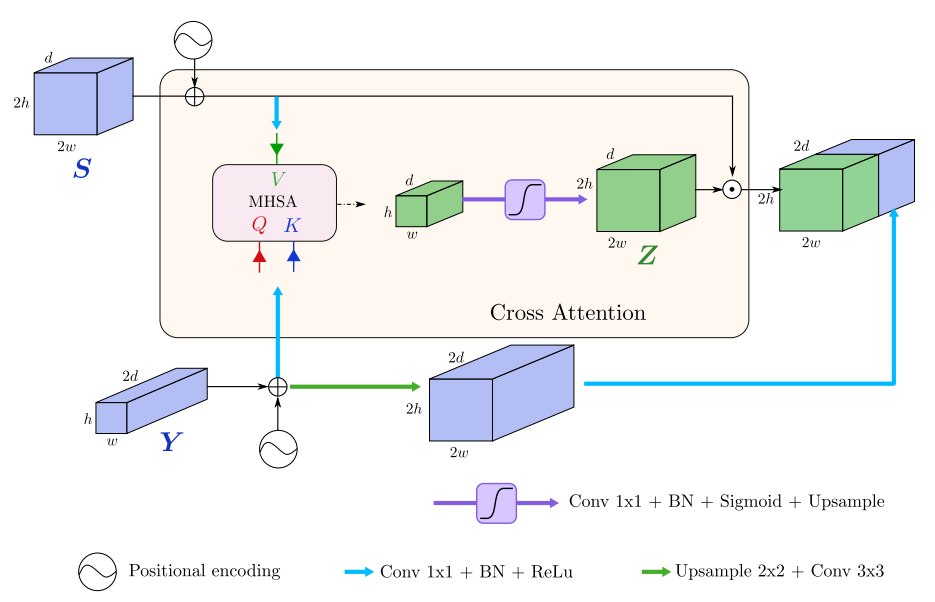 d
2h
2w
S
V
MHSA
Q K
d
h
w
d
2h
2w
Z
2d
2h
2w
Cross Attention
2d
h
w
Y
2d
2h
2w
Conv 1x1 + BN + Sigmoid + Upsample
Positional encoding
Conv 1x1 + BN + ReLu
Upsample 2x2 + Conv 3x3